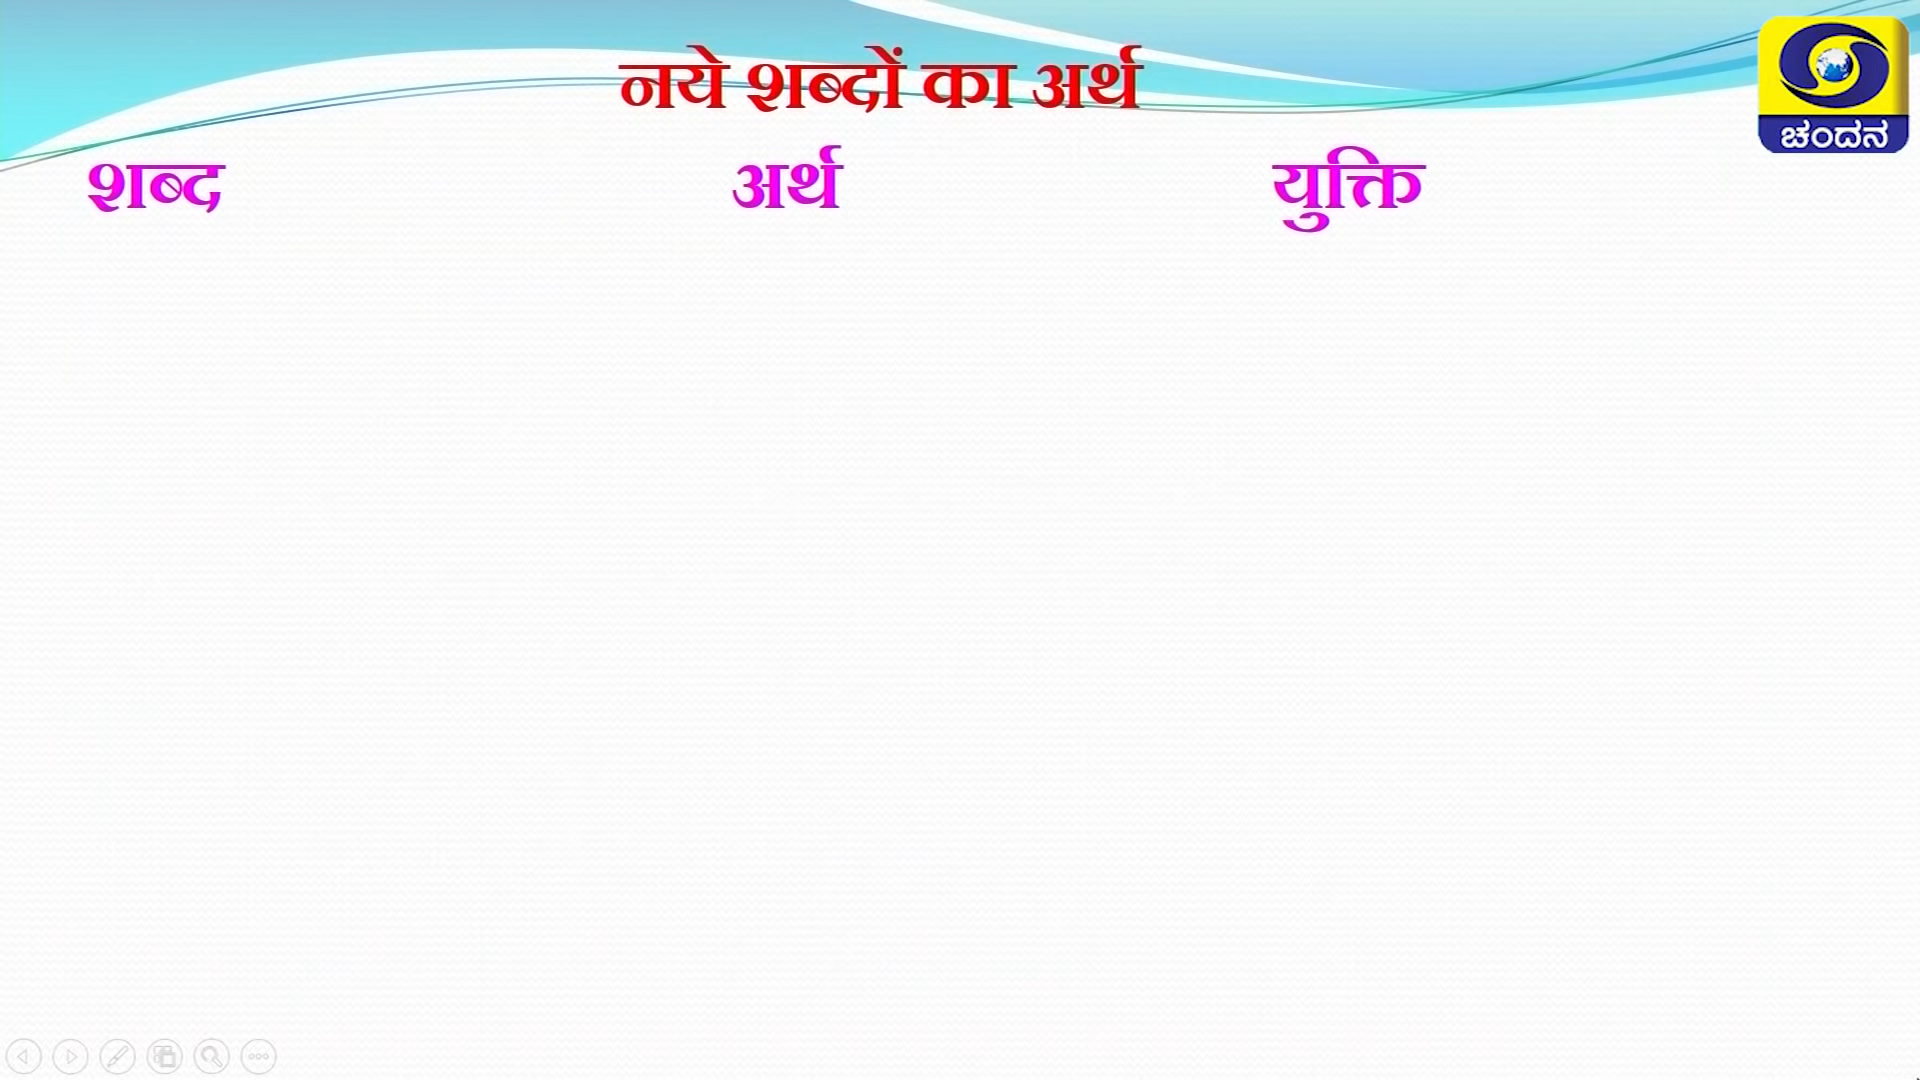 नये शब्दों का अर्थ
ಚಂದನ
शब्द अर्थ युक्ति